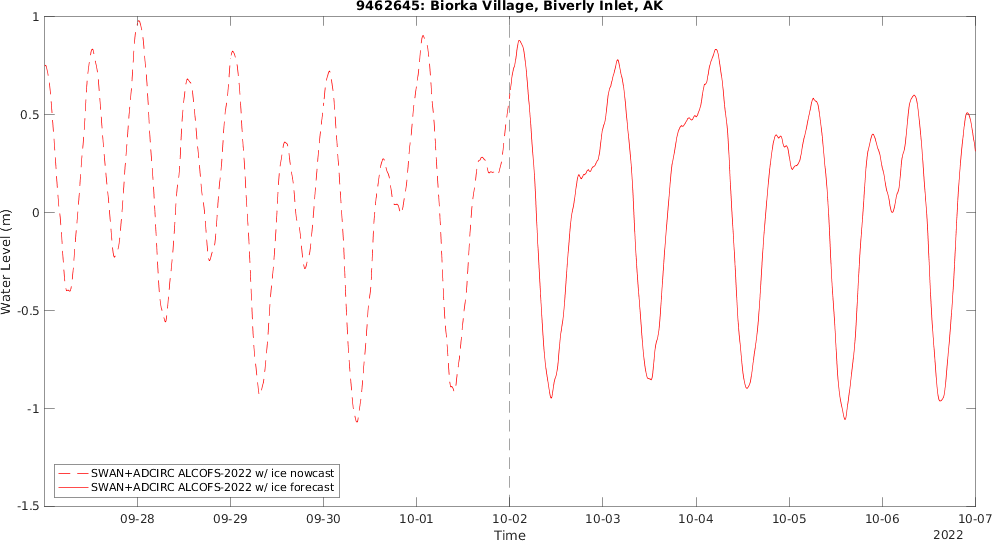 9462645: Biorka Village, Biverly Inlet, AK
1
0.5
0
-0.5
-1
-1.5
Water Level (m)
SWAN+ADCIRC ALCOFS-2022 w/ ice nowcast
SWAN+ADCIRC ALCOFS-2022 w/ ice forecast
09-28 09-29 09-30 10-01 10-02 10-03 10-04 10-05 10-06 10-07
Time
2022